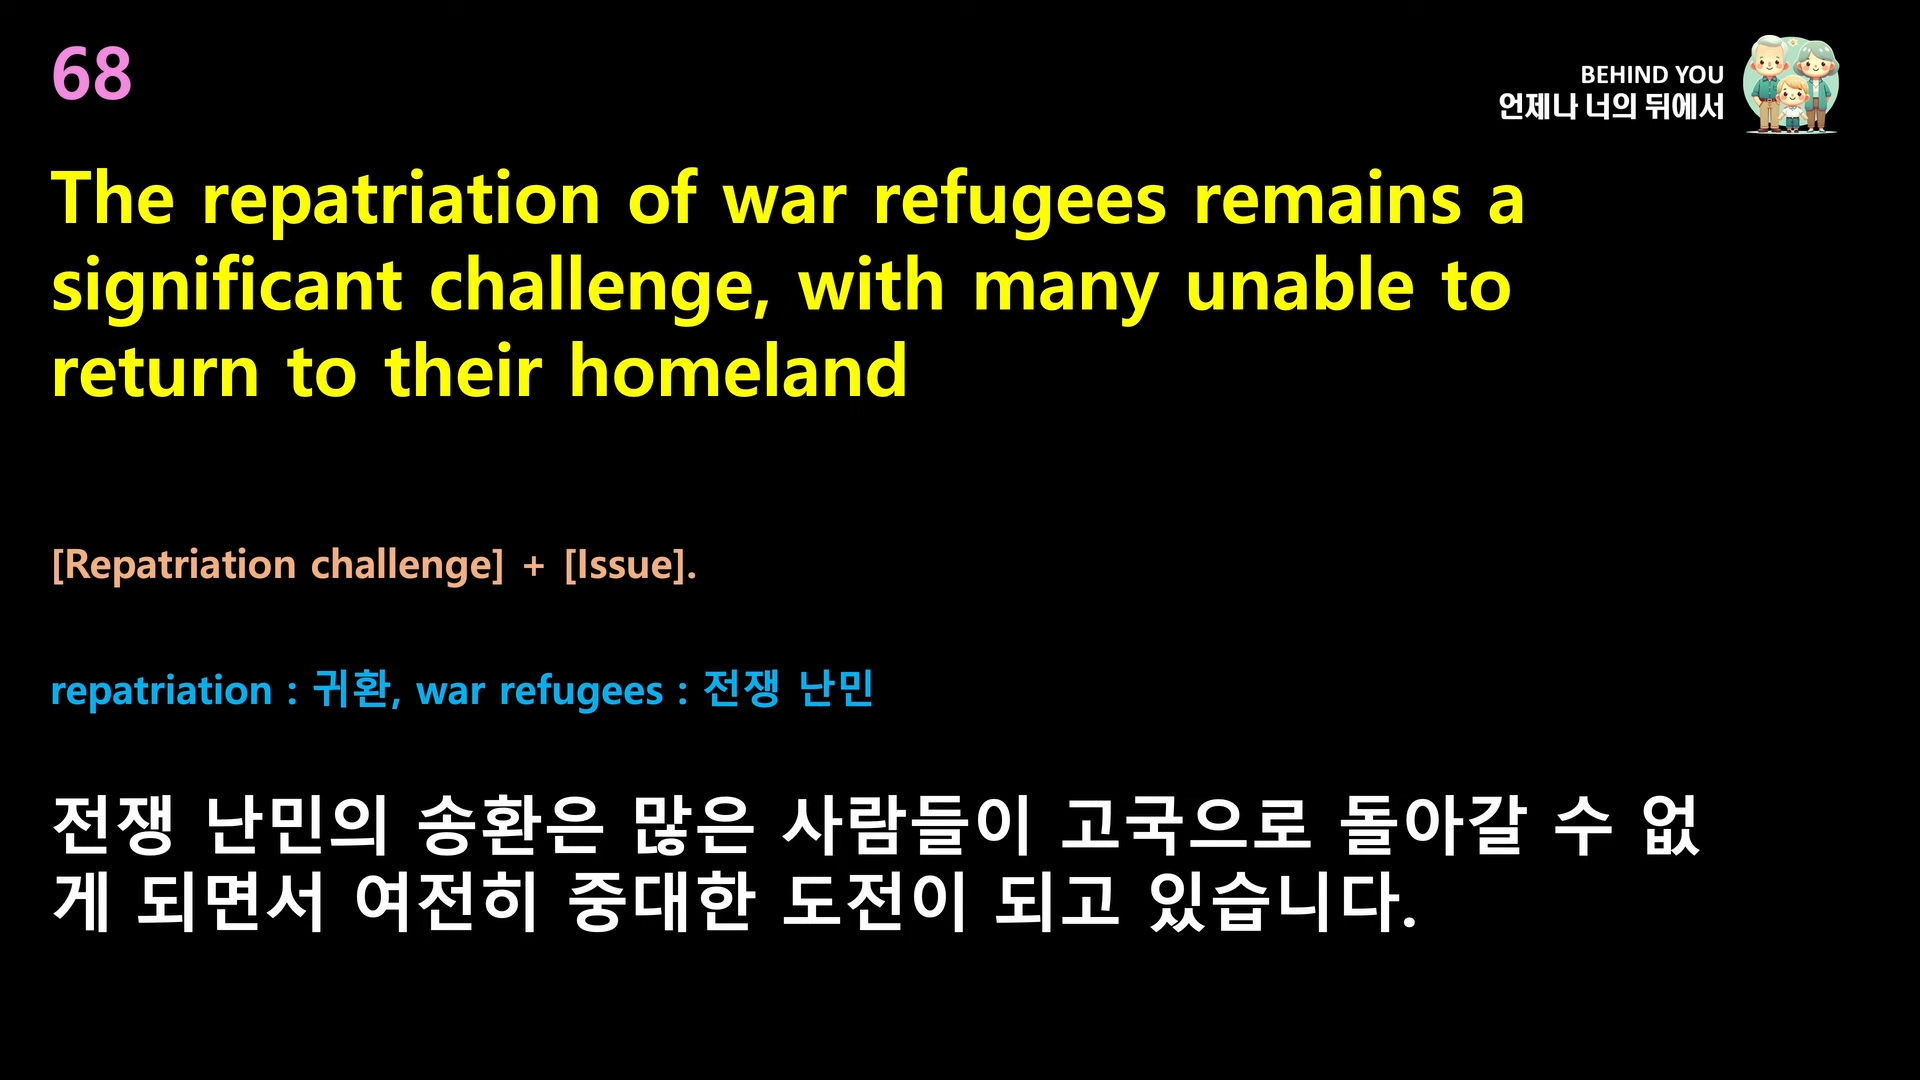 68
BEHIND YOU
언제나 너의 뒤에서
The repatriation of war refugees remains a
significant challenge, with many unable to
return to their homeland
[Repatriation challenge] + [Issue].
repatriation : 귀환, war refugees : 전쟁 난민
전쟁 난민의 송환은 많은 사람들이 고국으로 돌아갈 수 없
게 되면서 여전히 중대한 도전이 되고 있습니다.